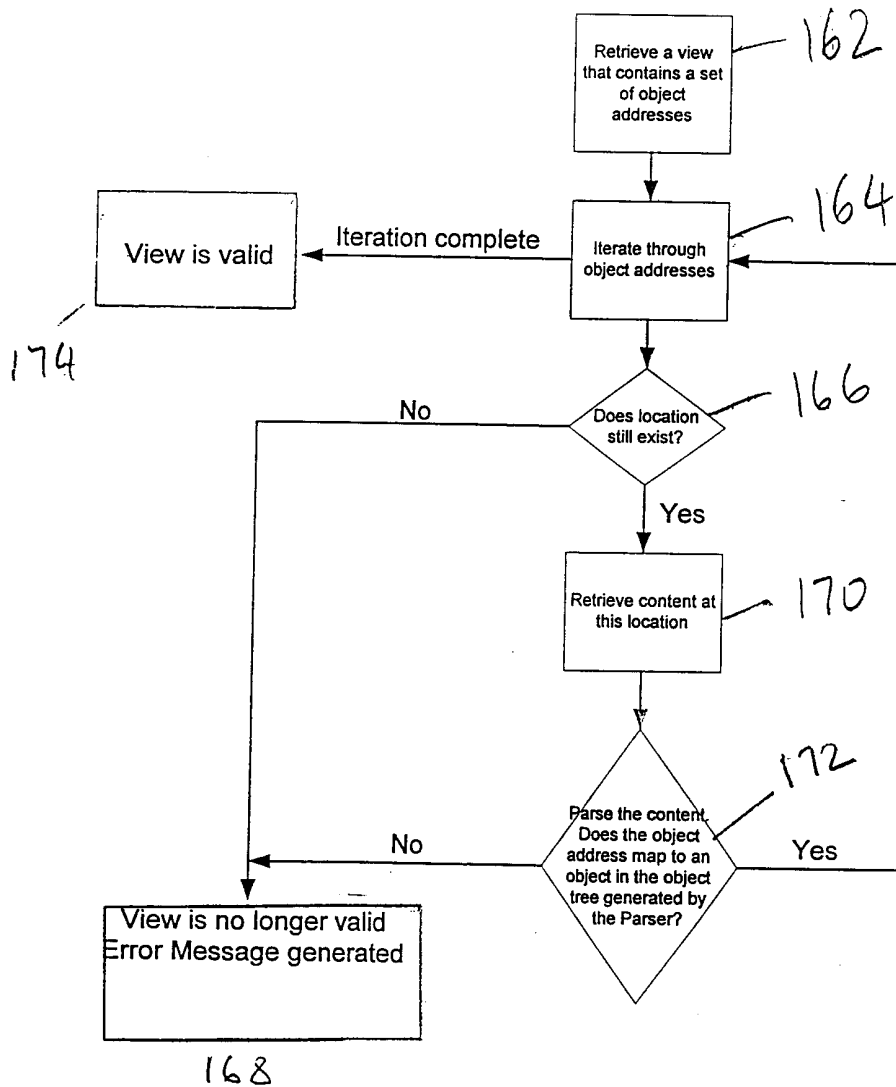 Retrieve a view
that contains a set
of object
addresses
162
164
View is valid
Iteration complete
Iterate through
object addresses
174
166
No
Does location
still exist?
Yes
Retrieve content at
this location
170
172
Parse the content.
Does the object
address map to an
object in the object
tree generated by
the Parser?
No
Yes
View is no longer valid
Error Message generated
168